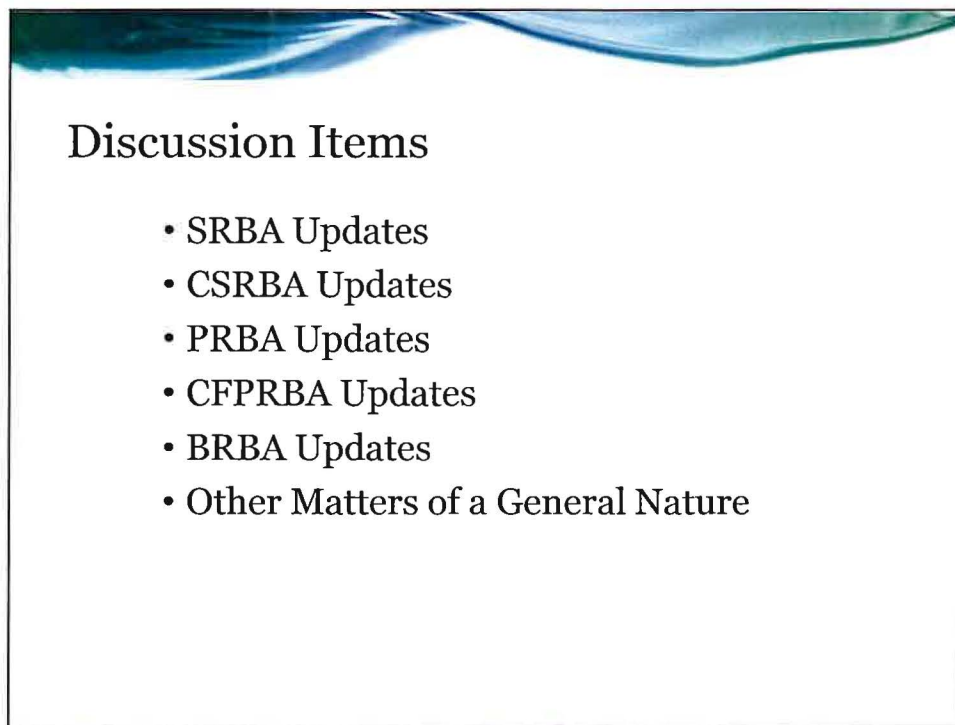 Discussion Items
• SRBA Updates
• CSRBA Updates
• PRBA Updates
• CFPRBA Updates
• BRBA Updates
• Other Matters of a General Nature